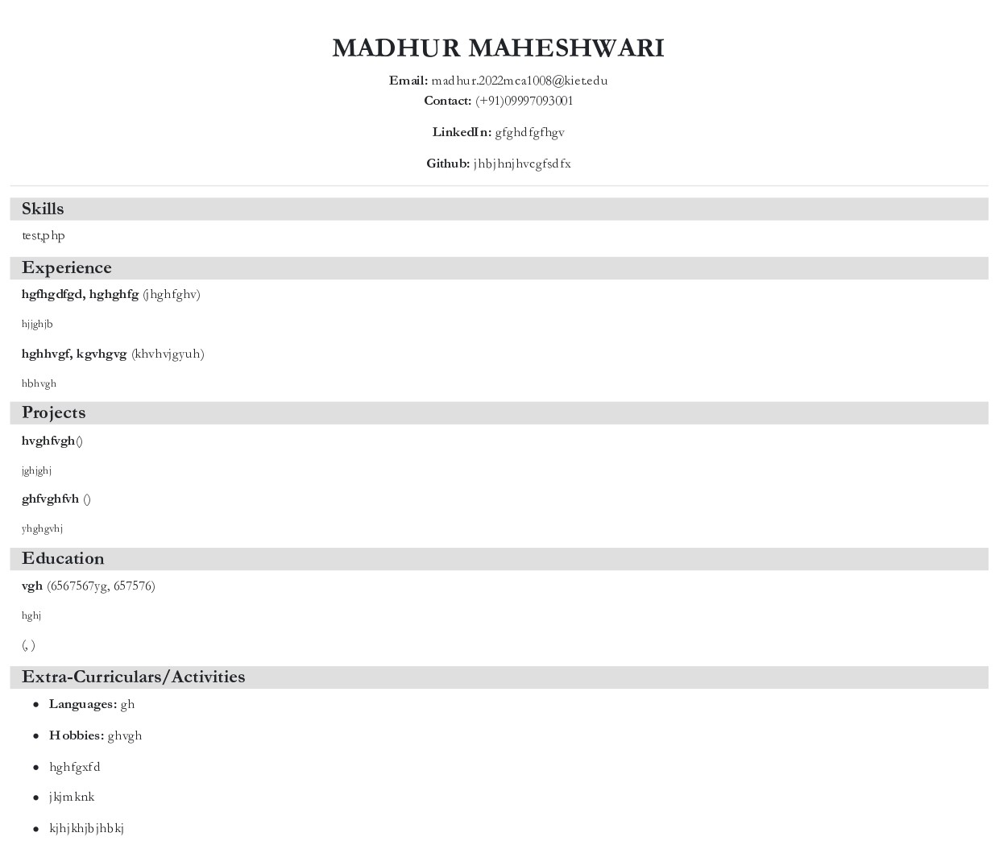 MADHUR MAHESHWARI
Email: madhur.2022mca1008@kiet.edu
Contact: (+91)09997093001
LinkedIn: gfghdfgfhgv
Github: jhbjhnjhvcgfsdfx
Skills
test,php
Experience
hgfhgdfgd, hghghfg (jhghfghv)
hjjghjb
hghhvgf, kgvhgvg (khvhvjgyuh)
hbhvgh
Projects
hvghfvgh()
jghjghj
ghfvghfvh ()
yhghgvhj
Education
vgh (6567567yg, 657576)
hghj
(, )
Extra-Curriculars/Activities
• Languages: gh
• Hobbies: ghvgh
• hghfgxfd
• jkjmknk
• kjhjkhjbjhbkj